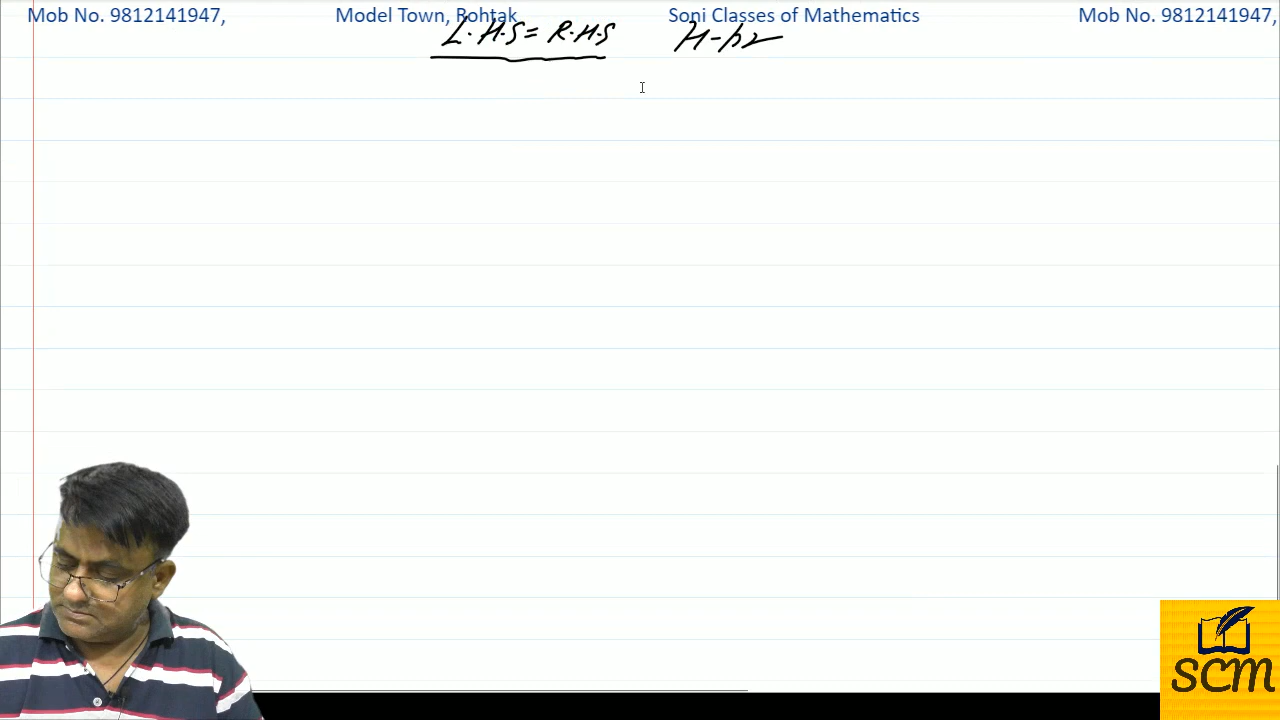 Mob No. 9812141947, Model Town, Rohtak Soni Classes of Mathematics Mob No. 9812141947,
L.H.S = R.H.S
SCM